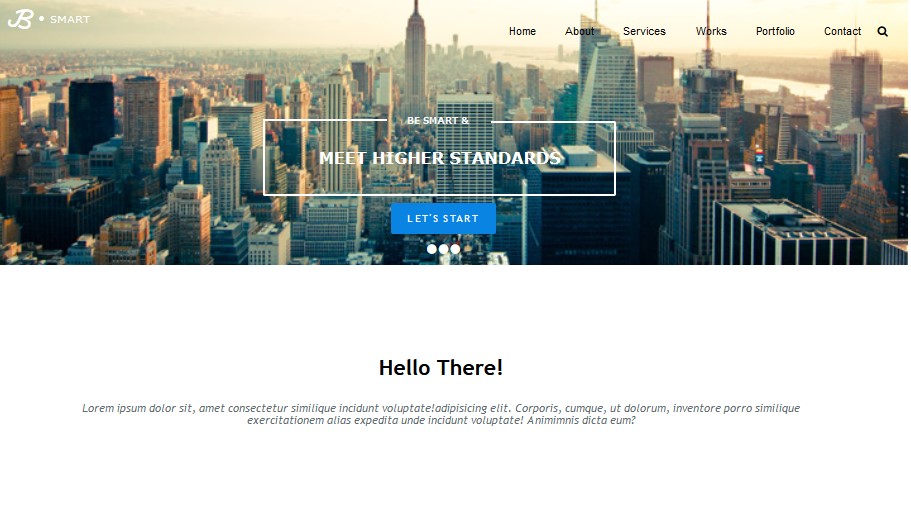 B • SMART
Home About Services Works Portfolio Contact
BE SMART &
MEET HIGHER STANDARDS
LET'S START
Hello There!
Lorem ipsum dolor sit, amet consectetur similique incidunt voluptate!adipisicing elit. Corporis, cumque, ut dolorum, inventore porro similique
exercitationem alias expedita unde incidunt voluptate! Animimnis dicta eum?